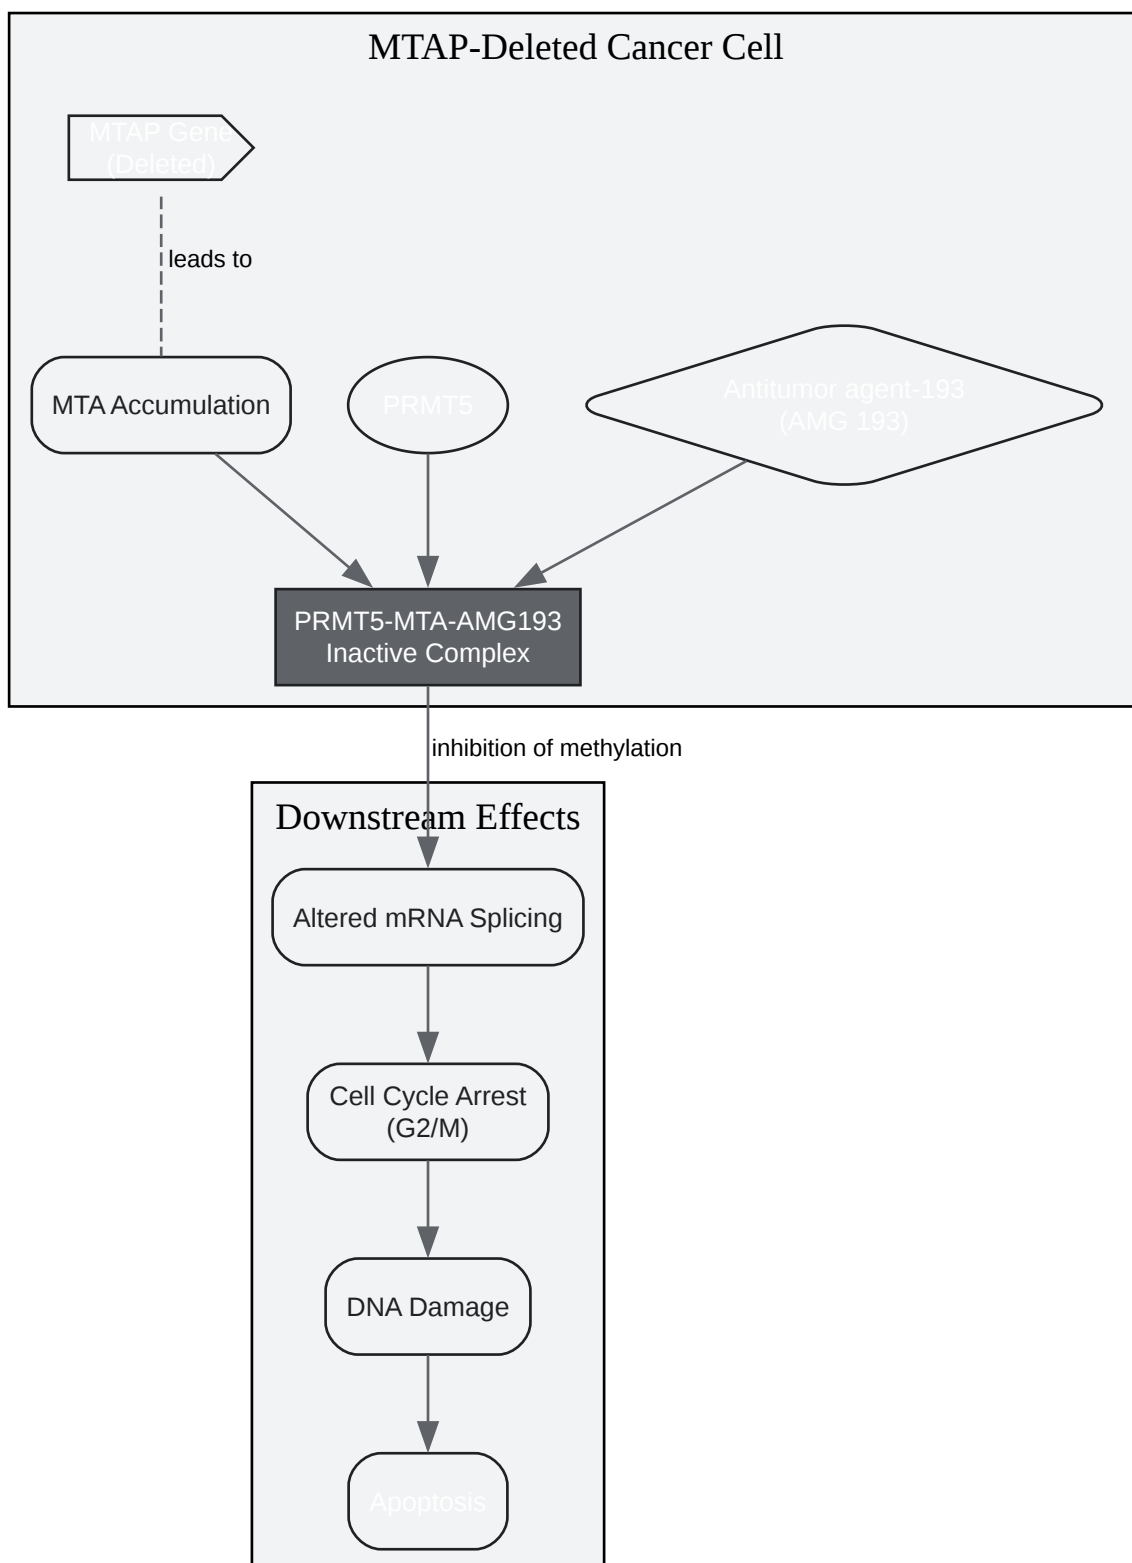 MTAP-Deleted Cancer Cell
MTAP Gene
(Deleted)
leads to
MTA Accumulation
PRMT5
Antitumor agent-193
(AMG 193)
PRMT5-MTA-AMG193
Inactive Complex
inhibition of methylation
Downstream Effects
Altered mRNA Splicing
Cell Cycle Arrest
(G2/M)
DNA Damage
Apoptosis